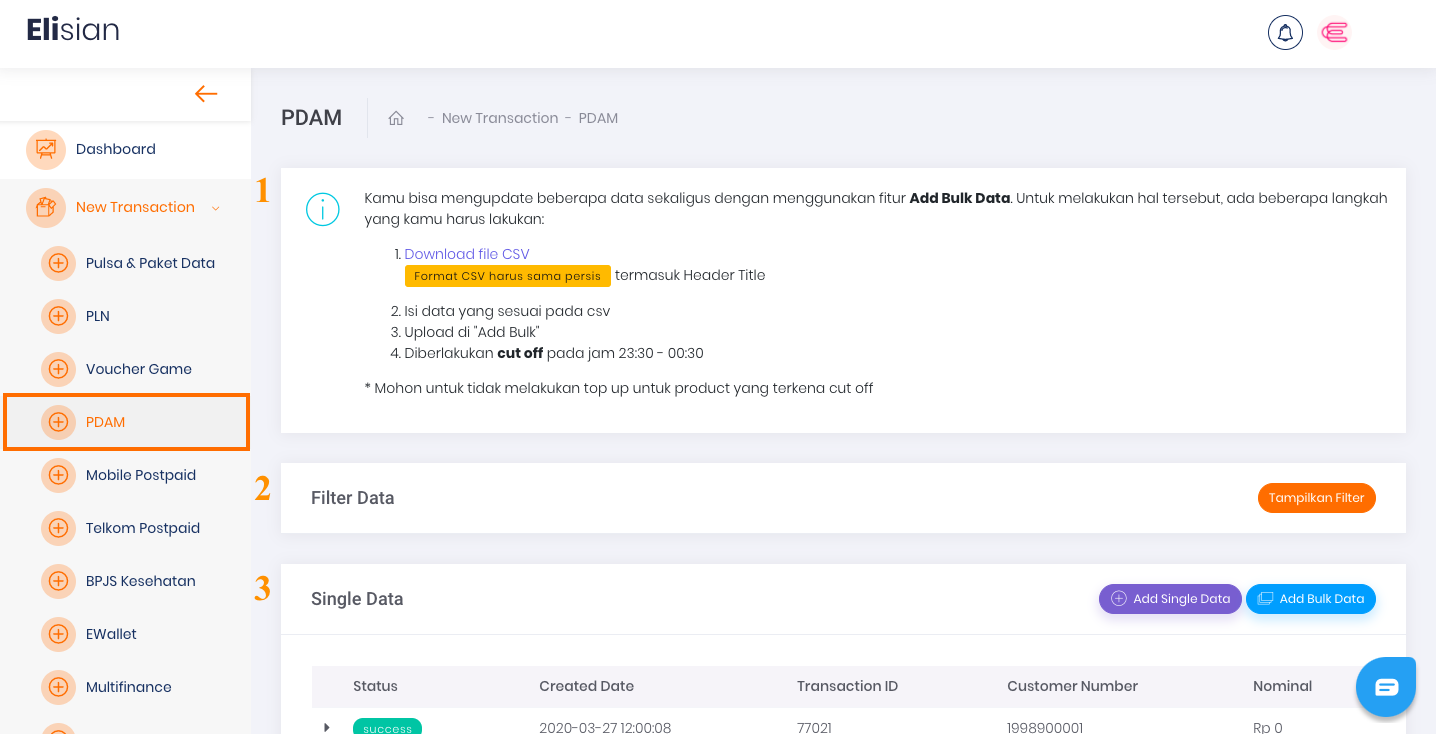 Elisian
Dashboard
New Transaction
Pulsa & Paket Data
PLN
Voucher Game
PDAM
Mobile Postpaid
Telkom Postpaid
BPJS Kesehatan
EWallet
Multifinance
PDAM
- New Transaction - PDAM
1
Kamu bisa mengupdate beberapa data sekaligus dengan menggunakan fitur Add Bulk Data. Untuk melakukan hal tersebut, ada beberapa langkah
yang kamu harus lakukan:
1. Download file CSV
Format CSV harus sama persis termasuk Header Title
2. Isi data yang sesuai pada csv
3. Upload di "Add Bulk"
4. Diberlakukan cut off pada jam 23:30 - 00:30
* Mohon untuk tidak melakukan top up untuk product yang terkena cut off
2
Filter Data
Tampilkan Filter
3
Single Data
Add Single Data
Add Bulk Data
Status Created Date Transaction ID Customer Number Nominal
success 2020-03-27 12:00:08 77021 1998900001 Rp 0